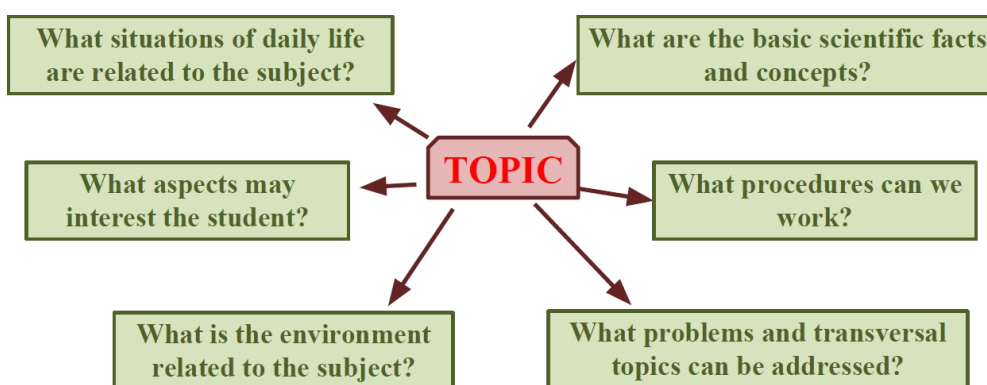 What situations of daily life
are related to the subject?
What are the basic scientific facts
and concepts?
TOPIC
What aspects may
interest the student?
What procedures can we
work?
What is the environment
related to the subject?
What problems and transversal
topics can be addressed?